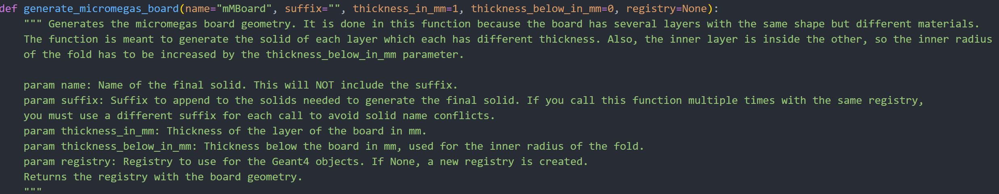 def generate_micromegas_board(name="mMBoard", suffix="", thickness_in_mm=1, thickness_below_in_mm=0, registry=None):
    """ Generates the micromegas board geometry. It is done in this function because the board has several layers with the same shape but different materials.
    The function is meant to generate the solid of each layer which each has different thickness. Also, the inner layer is inside the other, so the inner radius
    of the fold has to be increased by the thickness_below_in_mm parameter.

    param name: Name of the final solid. This will NOT include the suffix.
    param suffix: Suffix to append to the solids needed to generate the final solid. If you call this function multiple times with the same registry,
    you must use a different suffix for each call to avoid solid name conflicts.
    param thickness_in_mm: Thickness of the layer of the board in mm.
    param thickness_below_in_mm: Thickness below the board in mm, used for the inner radius of the fold.
    param registry: Registry to use for the Geant4 objects. If None, a new registry is created.
    Returns the registry with the board geometry.
    """